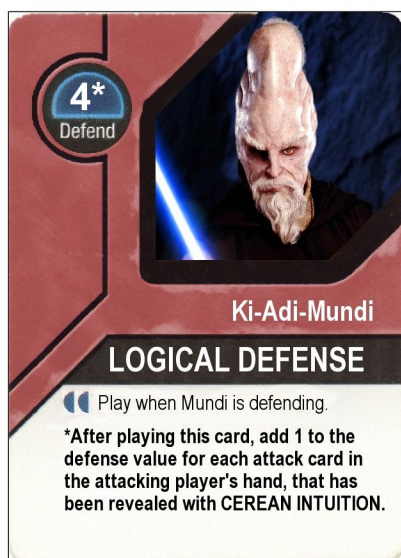 4*
Defend
Ki-Adi-Mundi
LOGICAL DEFENSE
Play when Mundi is defending.
*After playing this card, add 1 to the
defense value for each attack card in
the attacking player's hand, that has
been revealed with CEREAN INTUITION.